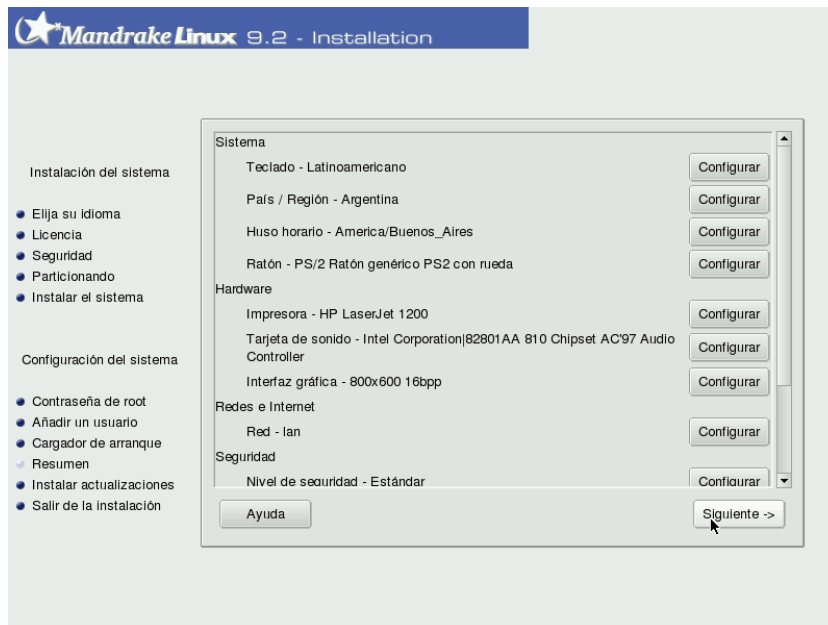 Mandrake Linux 9.2 - Installation
Instalación del sistema
Elija su idioma
Licencia
Seguridad
Particionando
Instalar el sistema
Configuración del sistema
Contraseña de root
Añadir un usuario
Cargador de arranque
Resumen
Instalar actualizaciones
Salir de la instalación
Sistema
Teclado - Latinoamericano Configurar
País / Región - Argentina Configurar
Huso horario - America/Buenos_Aires Configurar
Ratón - PS/2 Ratón genérico PS2 con rueda Configurar
Hardware
Impresora - HP LaserJet 1200 Configurar
Tarjeta de sonido - Intel Corporation|82801AA 810 Chipset AC'97 Audio
Controller Configurar
Interfaz gráfica - 800x600 16bpp Configurar
Redes e Internet
Red - lan Configurar
Seguridad
Nivel de seguridad - Estándar Configurar
Ayuda Siguiente ->